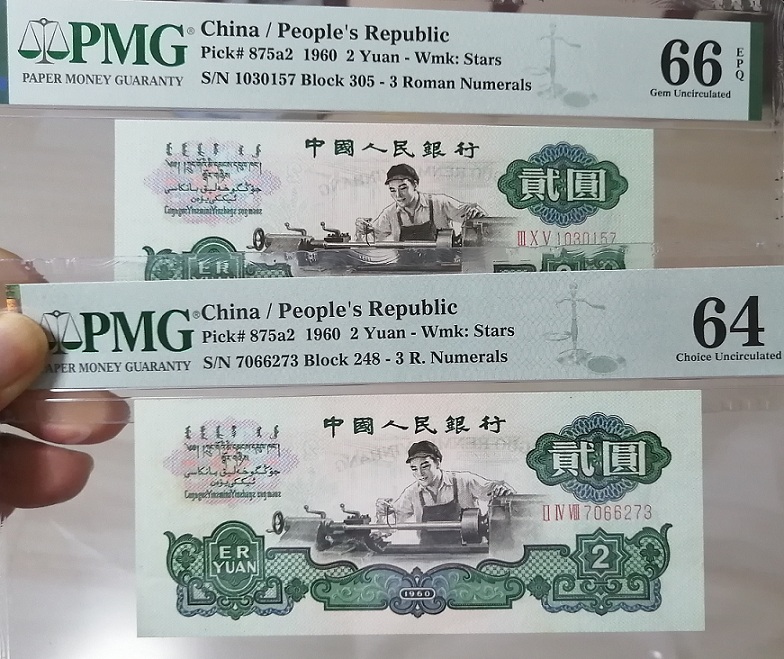 PMG
PAPER MONEY GUARANTY
China / People's Republic
Pick# 875a2 1960 2 Yuan - Wmk: Stars
S/N 1030157 Block 305 - 3 Roman Numerals
66
EPQ
Gem Uncirculated
中國人民銀行
貳圓
III X V 1030157
PMG
PAPER MONEY GUARANTY
China / People's Republic
Pick# 875a2 1960 2 Yuan - Wmk: Stars
S/N 7066273 Block 248 - 3 R. Numerals
64
Choice Uncirculated
中國人民銀行
貳圓
II IV VIII 7066273
ER
YUAN
2
1960